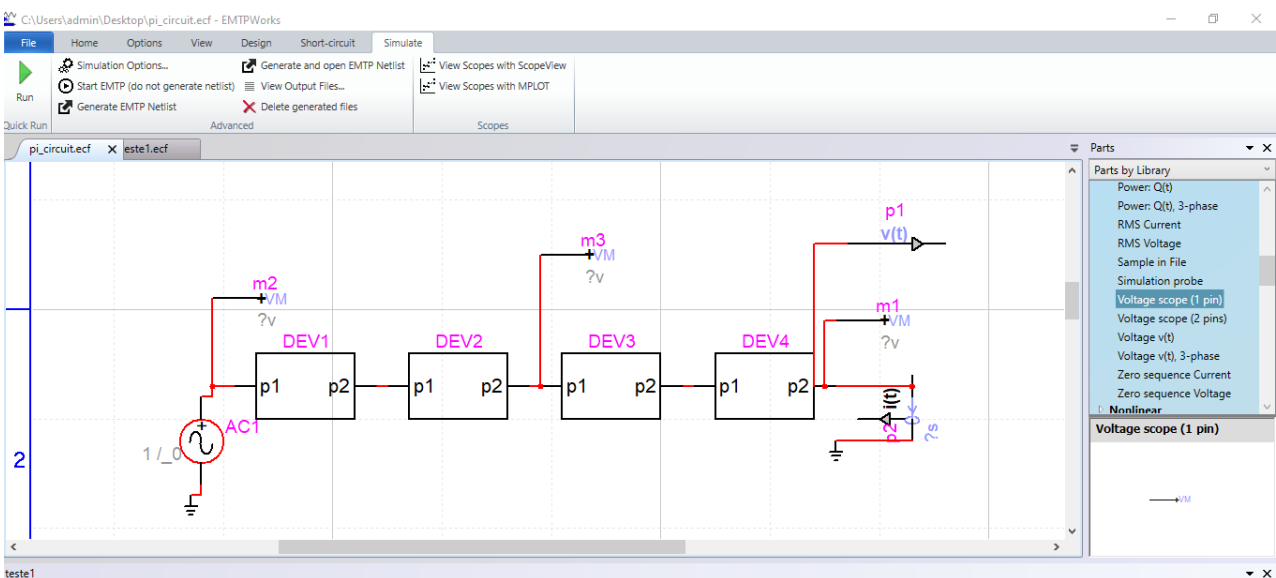 C:\Users\admin\Desktop\pi_circuit.ecf - EMTPWorks
File Home Options View Design Short-circuit Simulate
Run
Quick Run
Simulation Options...
Start EMTP (do not generate netlist)
Generate EMTP Netlist
Generate and open EMTP Netlist
View Output Files...
Delete generated files
Advanced
View Scopes with ScopeView
View Scopes with MPLOT
Scopes
pi_circuit.ecf
este1.ecf
Parts
Parts by Library
Power: Q(t)
Power: Q(t), 3-phase
RMS Current
RMS Voltage
Sample in File
Simulation probe
Voltage scope (1 pin)
Voltage scope (2 pins)
Voltage v(t)
Voltage v(t), 3-phase
Zero sequence Current
Zero sequence Voltage
Nonlinear
Voltage scope (1 pin)
VM
p1
v(t)
m3
VM
?v
m2
VM
?v
m1
VM
?v
DEV1
p1 p2
DEV2
p1 p2
DEV3
p1 p2
DEV4
p1 p2
AC1
1 /_0
i(t)
p2
?s
2
teste1